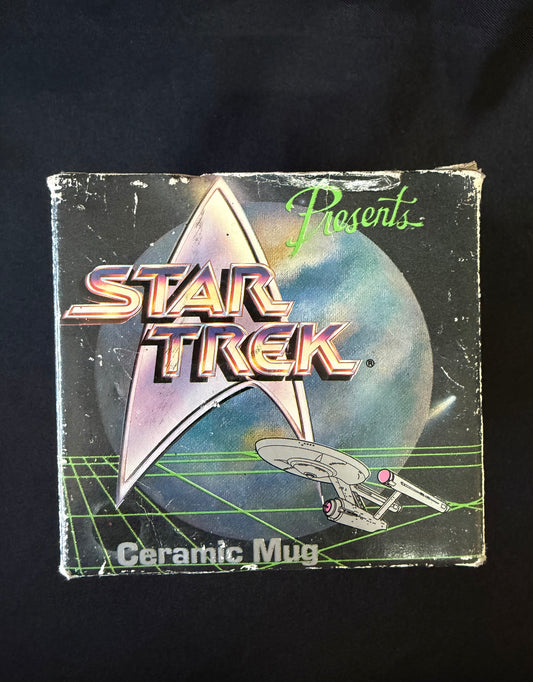 Presents
STAR
TREK®
Ceramic Mug